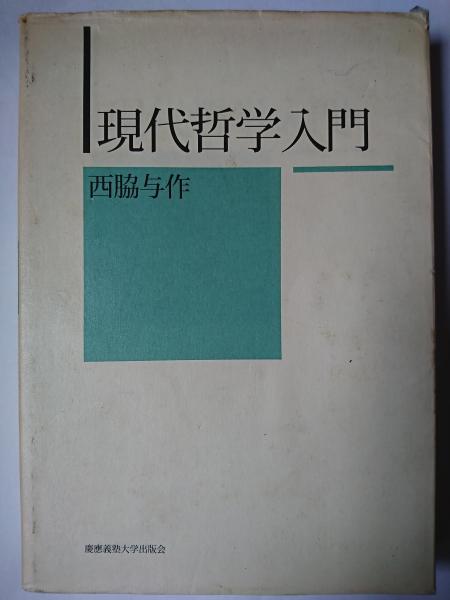 現代哲学入門
西脇与作
慶應義塾大学出版会